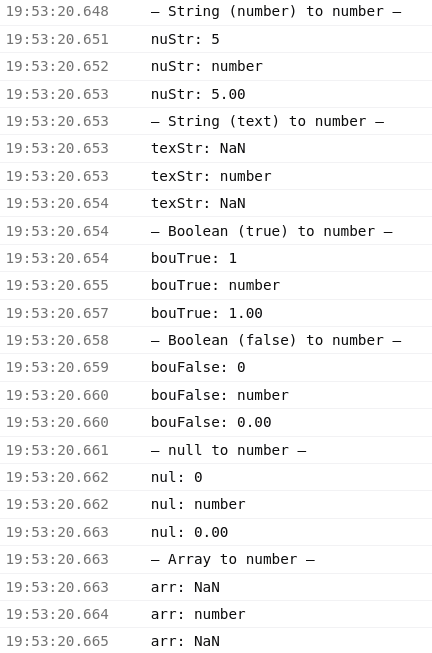 19:53:20.648 — String (number) to number —
19:53:20.651 nuStr: 5
19:53:20.652 nuStr: number
19:53:20.653 nuStr: 5.00
19:53:20.653 — String (text) to number —
19:53:20.653 texStr: NaN
19:53:20.653 texStr: number
19:53:20.654 texStr: NaN
19:53:20.654 — Boolean (true) to number —
19:53:20.654 bouTrue: 1
19:53:20.655 bouTrue: number
19:53:20.657 bouTrue: 1.00
19:53:20.658 — Boolean (false) to number —
19:53:20.659 bouFalse: 0
19:53:20.660 bouFalse: number
19:53:20.660 bouFalse: 0.00
19:53:20.661 — null to number —
19:53:20.662 nul: 0
19:53:20.662 nul: number
19:53:20.663 nul: 0.00
19:53:20.663 — Array to number —
19:53:20.663 arr: NaN
19:53:20.664 arr: number
19:53:20.665 arr: NaN